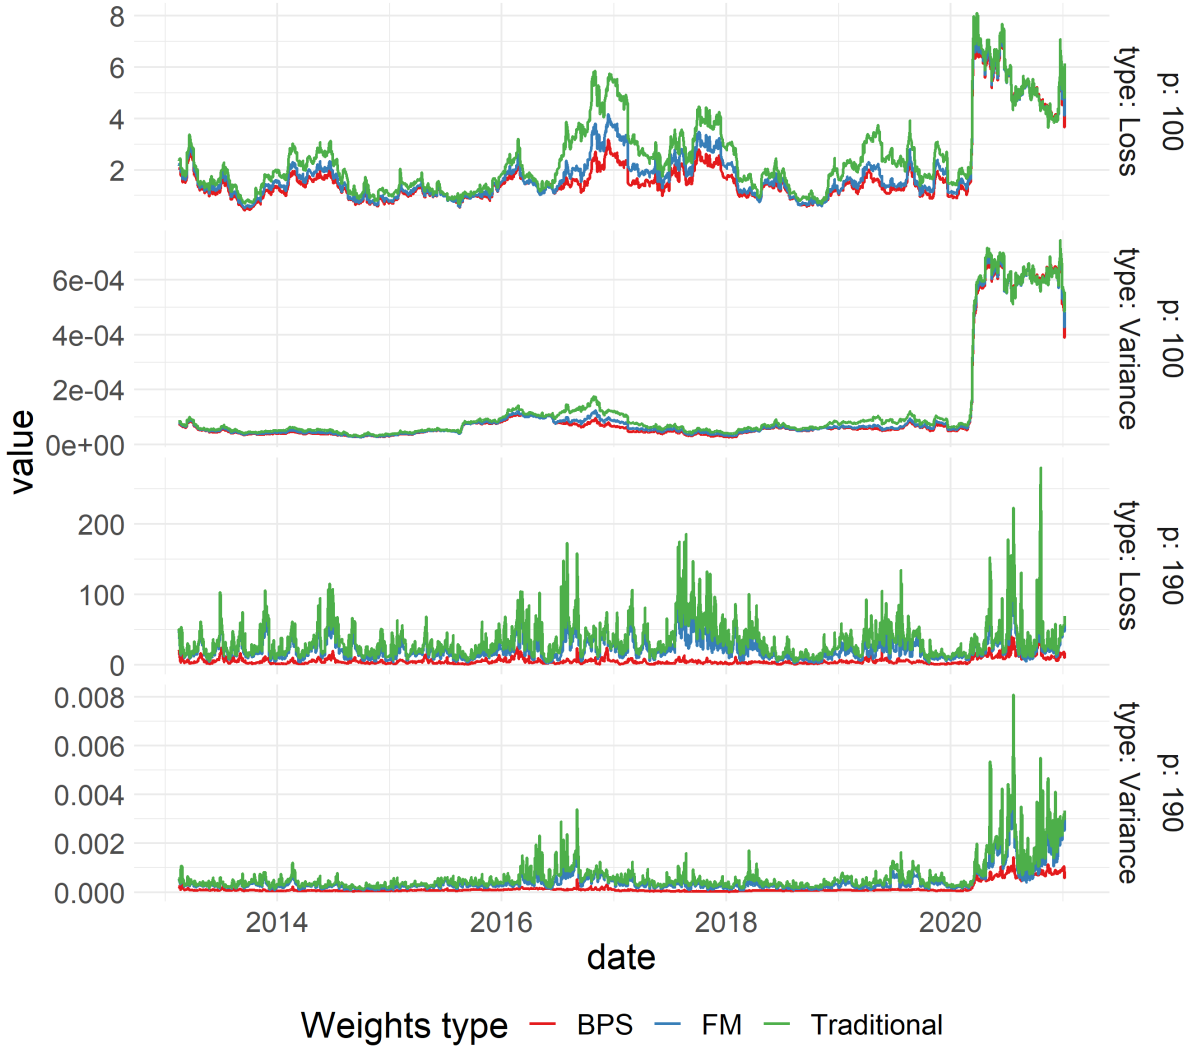 8
6
4
2
p: 100
type: Loss
6e-04
4e-04
2e-04
0e+00
p: 100
type: Variance
value
200
100
0
p: 190
type: Loss
0.008
0.006
0.004
0.002
0.000
p: 190
type: Variance
2014 2016 2018 2020
date
Weights type BPS FM Traditional